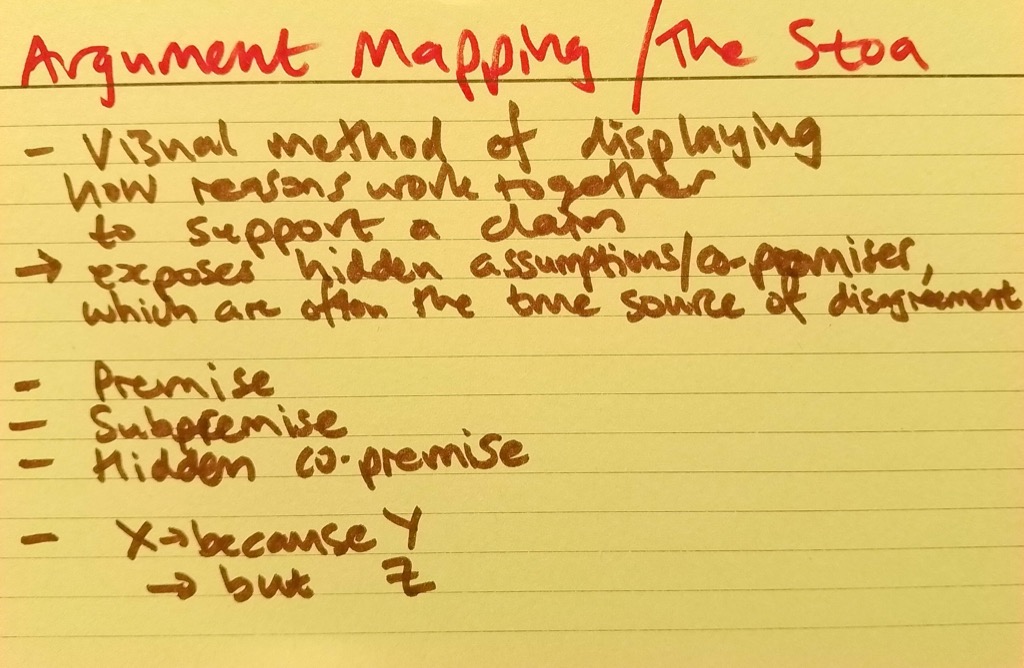 Argument Mapping / The Stoa
- Visual method of displaying
how reasons work together
to support a claim
→ exposes hidden assumptions/co-premises,
which are often the true source of disagreement
- Premise
- Subpremise
- Hidden co-premise
- X → because Y
→ but Z